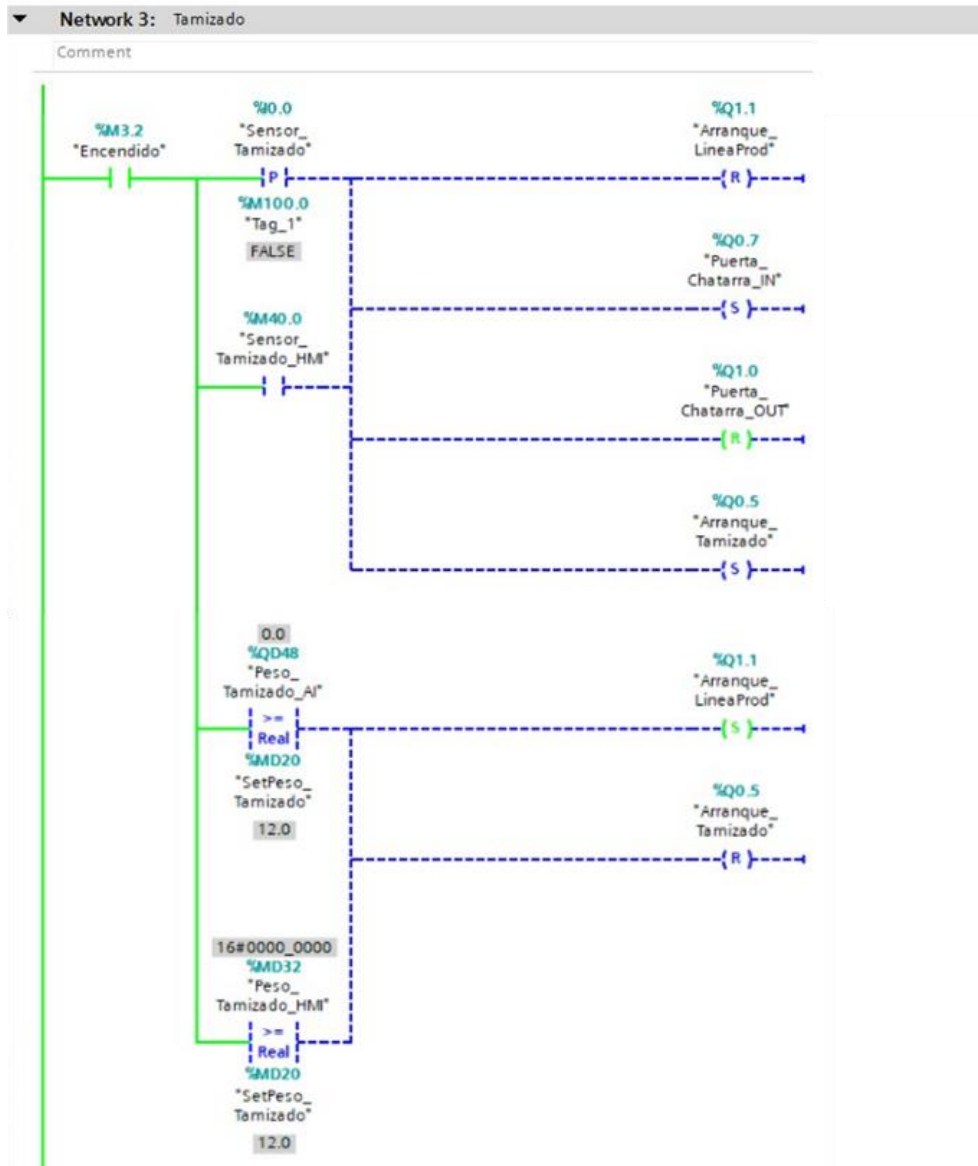 Network 3: Tamizado
Comment
%M3.2
"Encendido"
%I0.0
"Sensor_
Tamizado"
P
%M100.0
"Tag_1"
FALSE
%Q1.1
"Arranque_
LineaProd"
R
%Q0.7
"Puerta_
Chatarra_IN"
S
%M40.0
"Sensor_
Tamizado_HMI"
%Q1.0
"Puerta_
Chatarra_OUT"
R
%Q0.5
"Arranque_
Tamizado"
S
0.0
%QD48
"Peso_
Tamizado_AI"
>=
Real
%MD20
"SetPeso_
Tamizado"
12.0
%Q1.1
"Arranque_
LineaProd"
S
%Q0.5
"Arranque_
Tamizado"
R
16#0000_0000
%MD32
"Peso_
Tamizado_HMI"
>=
Real
%MD20
"SetPeso_
Tamizado"
12.0